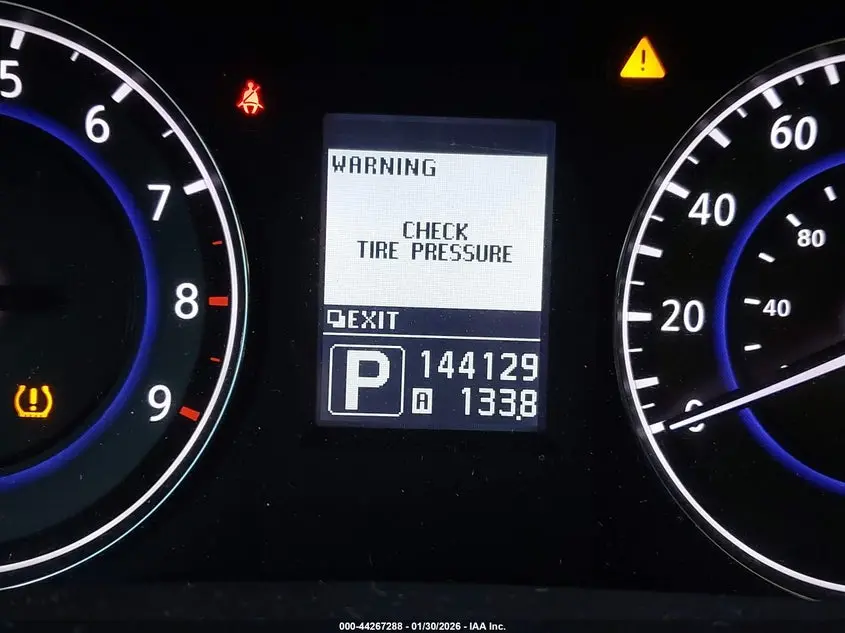 5
6
7
8
9
WARNING
CHECK
TIRE PRESSURE
EXIT
P 144129
A 133.8
60
40
20
0
80
40
000-44267288 - 01/30/2026 - IAA Inc.